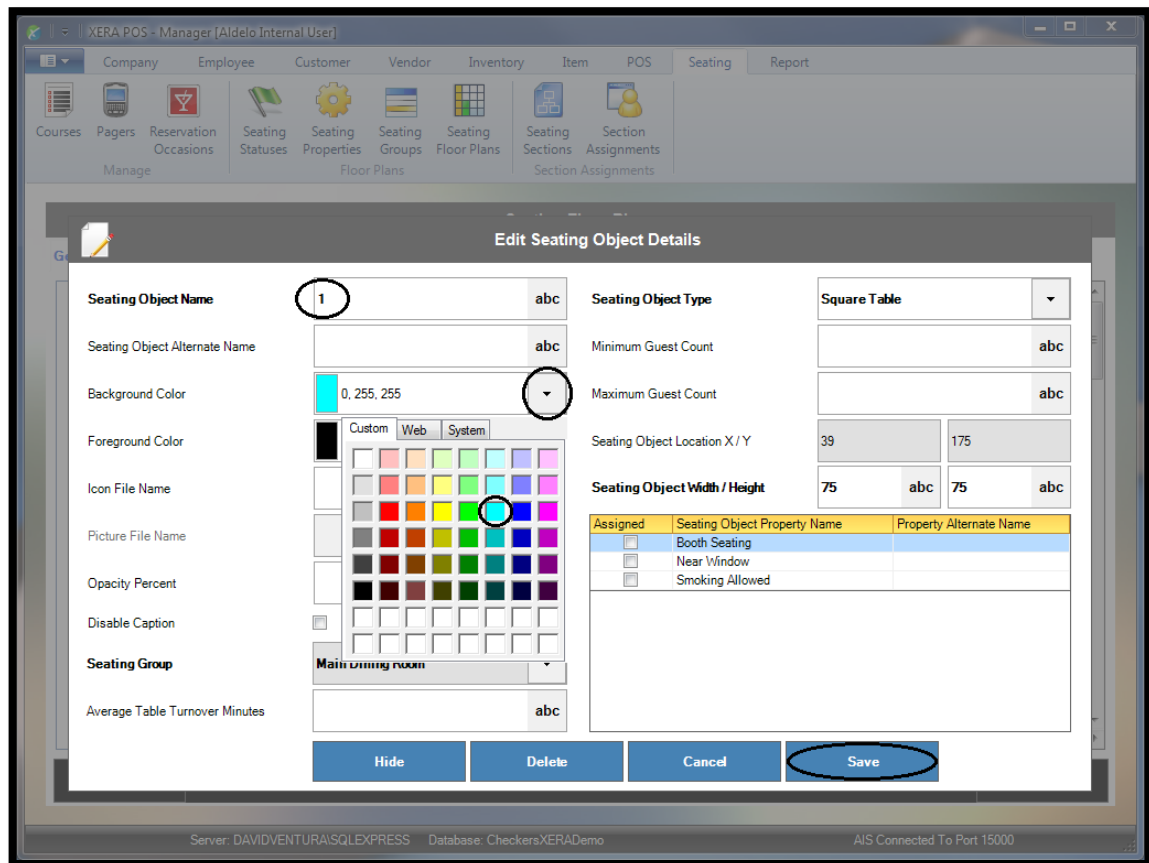 XERA POS - Manager [Aldelo Internal User]
Company Employee Customer Vendor Inventory Item POS Seating Report
Courses Pagers Reservation Occasions Seating Statuses Seating Properties Seating Groups Seating Floor Plans Seating Sections Section Assignments
Manage Floor Plans Section Assignments
Ge
Edit Seating Object Details
Seating Object Name 1 abc Seating Object Type Square Table
Seating Object Alternate Name abc Minimum Guest Count abc
Background Color 0, 255, 255 Maximum Guest Count abc
Custom Web System
Foreground Color Seating Object Location X / Y 39 175
Icon File Name Seating Object Width / Height 75 abc 75 abc
Assigned Seating Object Property Name Property Alternate Name
Picture File Name Booth Seating
Near Window
Opacity Percent Smoking Allowed
Disable Caption
Seating Group Main Dining Room
Average Table Turnover Minutes abc
Hide Delete Cancel Save
Server: DAVIDVENTURA\SQLEXPRESS Database: CheckersXERADemo AIS Connected To Port 15000